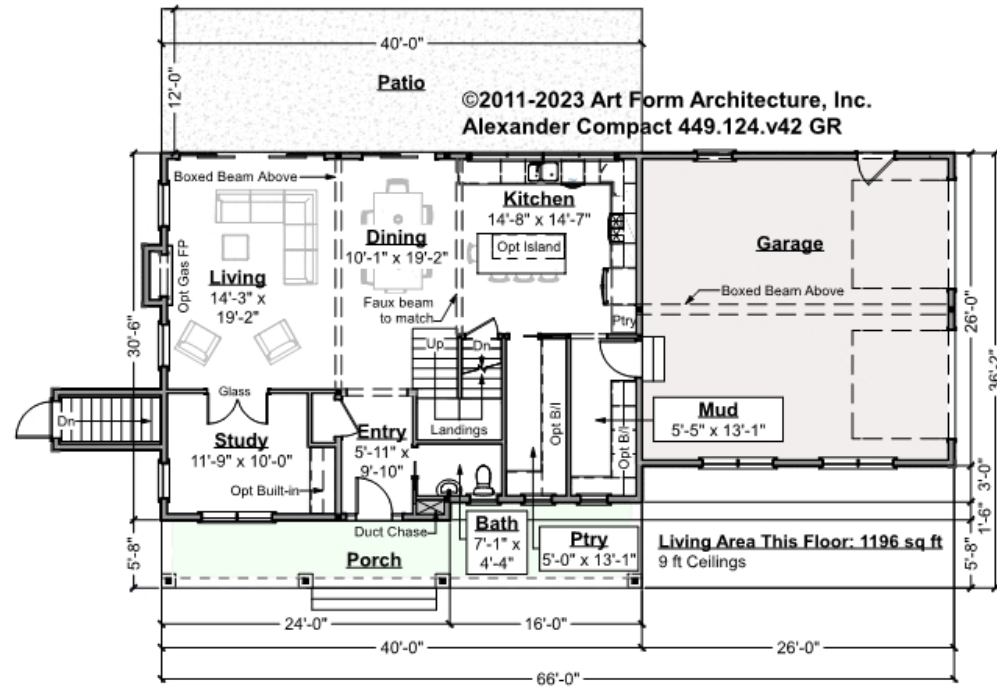 40'-0"
12'-0"
Patio
©2011-2023 Art Form Architecture, Inc.
Alexander Compact 449.124.v42 GR
Boxed Beam Above
Kitchen
14'-8" x 14'-7"
Opt Island
Dining
10'-1" x 19'-2"
Living
14'-3" x
19'-2"
Opt Gas FP
Faux beam
to match
Garage
Boxed Beam Above
Ptry
Up
Dn
30'-6"
26'-0"
36'-2"
Glass
Landings
Dn
Study
11'-9" x 10'-0"
Opt Built-in
Entry
5'-11" x
9'-10"
Opt B/I
Opt B/I
Mud
5'-5" x 13'-1"
3'-0"
1'-6"
Duct Chase
Bath
7'-1" x
4'-4"
Ptry
5'-0" x 13'-1"
Living Area This Floor: 1196 sq ft
9 ft Ceilings
Porch
5'-8"
5'-8"
24'-0"
16'-0"
40'-0"
26'-0"
66'-0"